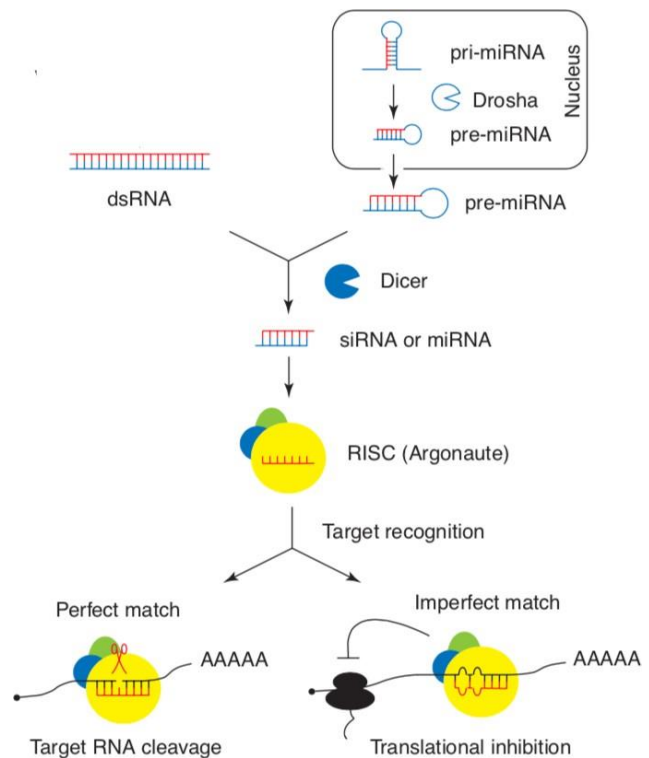 pri-miRNA
Drosha
Nucleus
pre-miRNA
dsRNA
pre-miRNA
Dicer
siRNA or miRNA
RISC (Argonaute)
Target recognition
Perfect match
Imperfect match
AAAAA
AAAAA
Target RNA cleavage
Translational inhibition